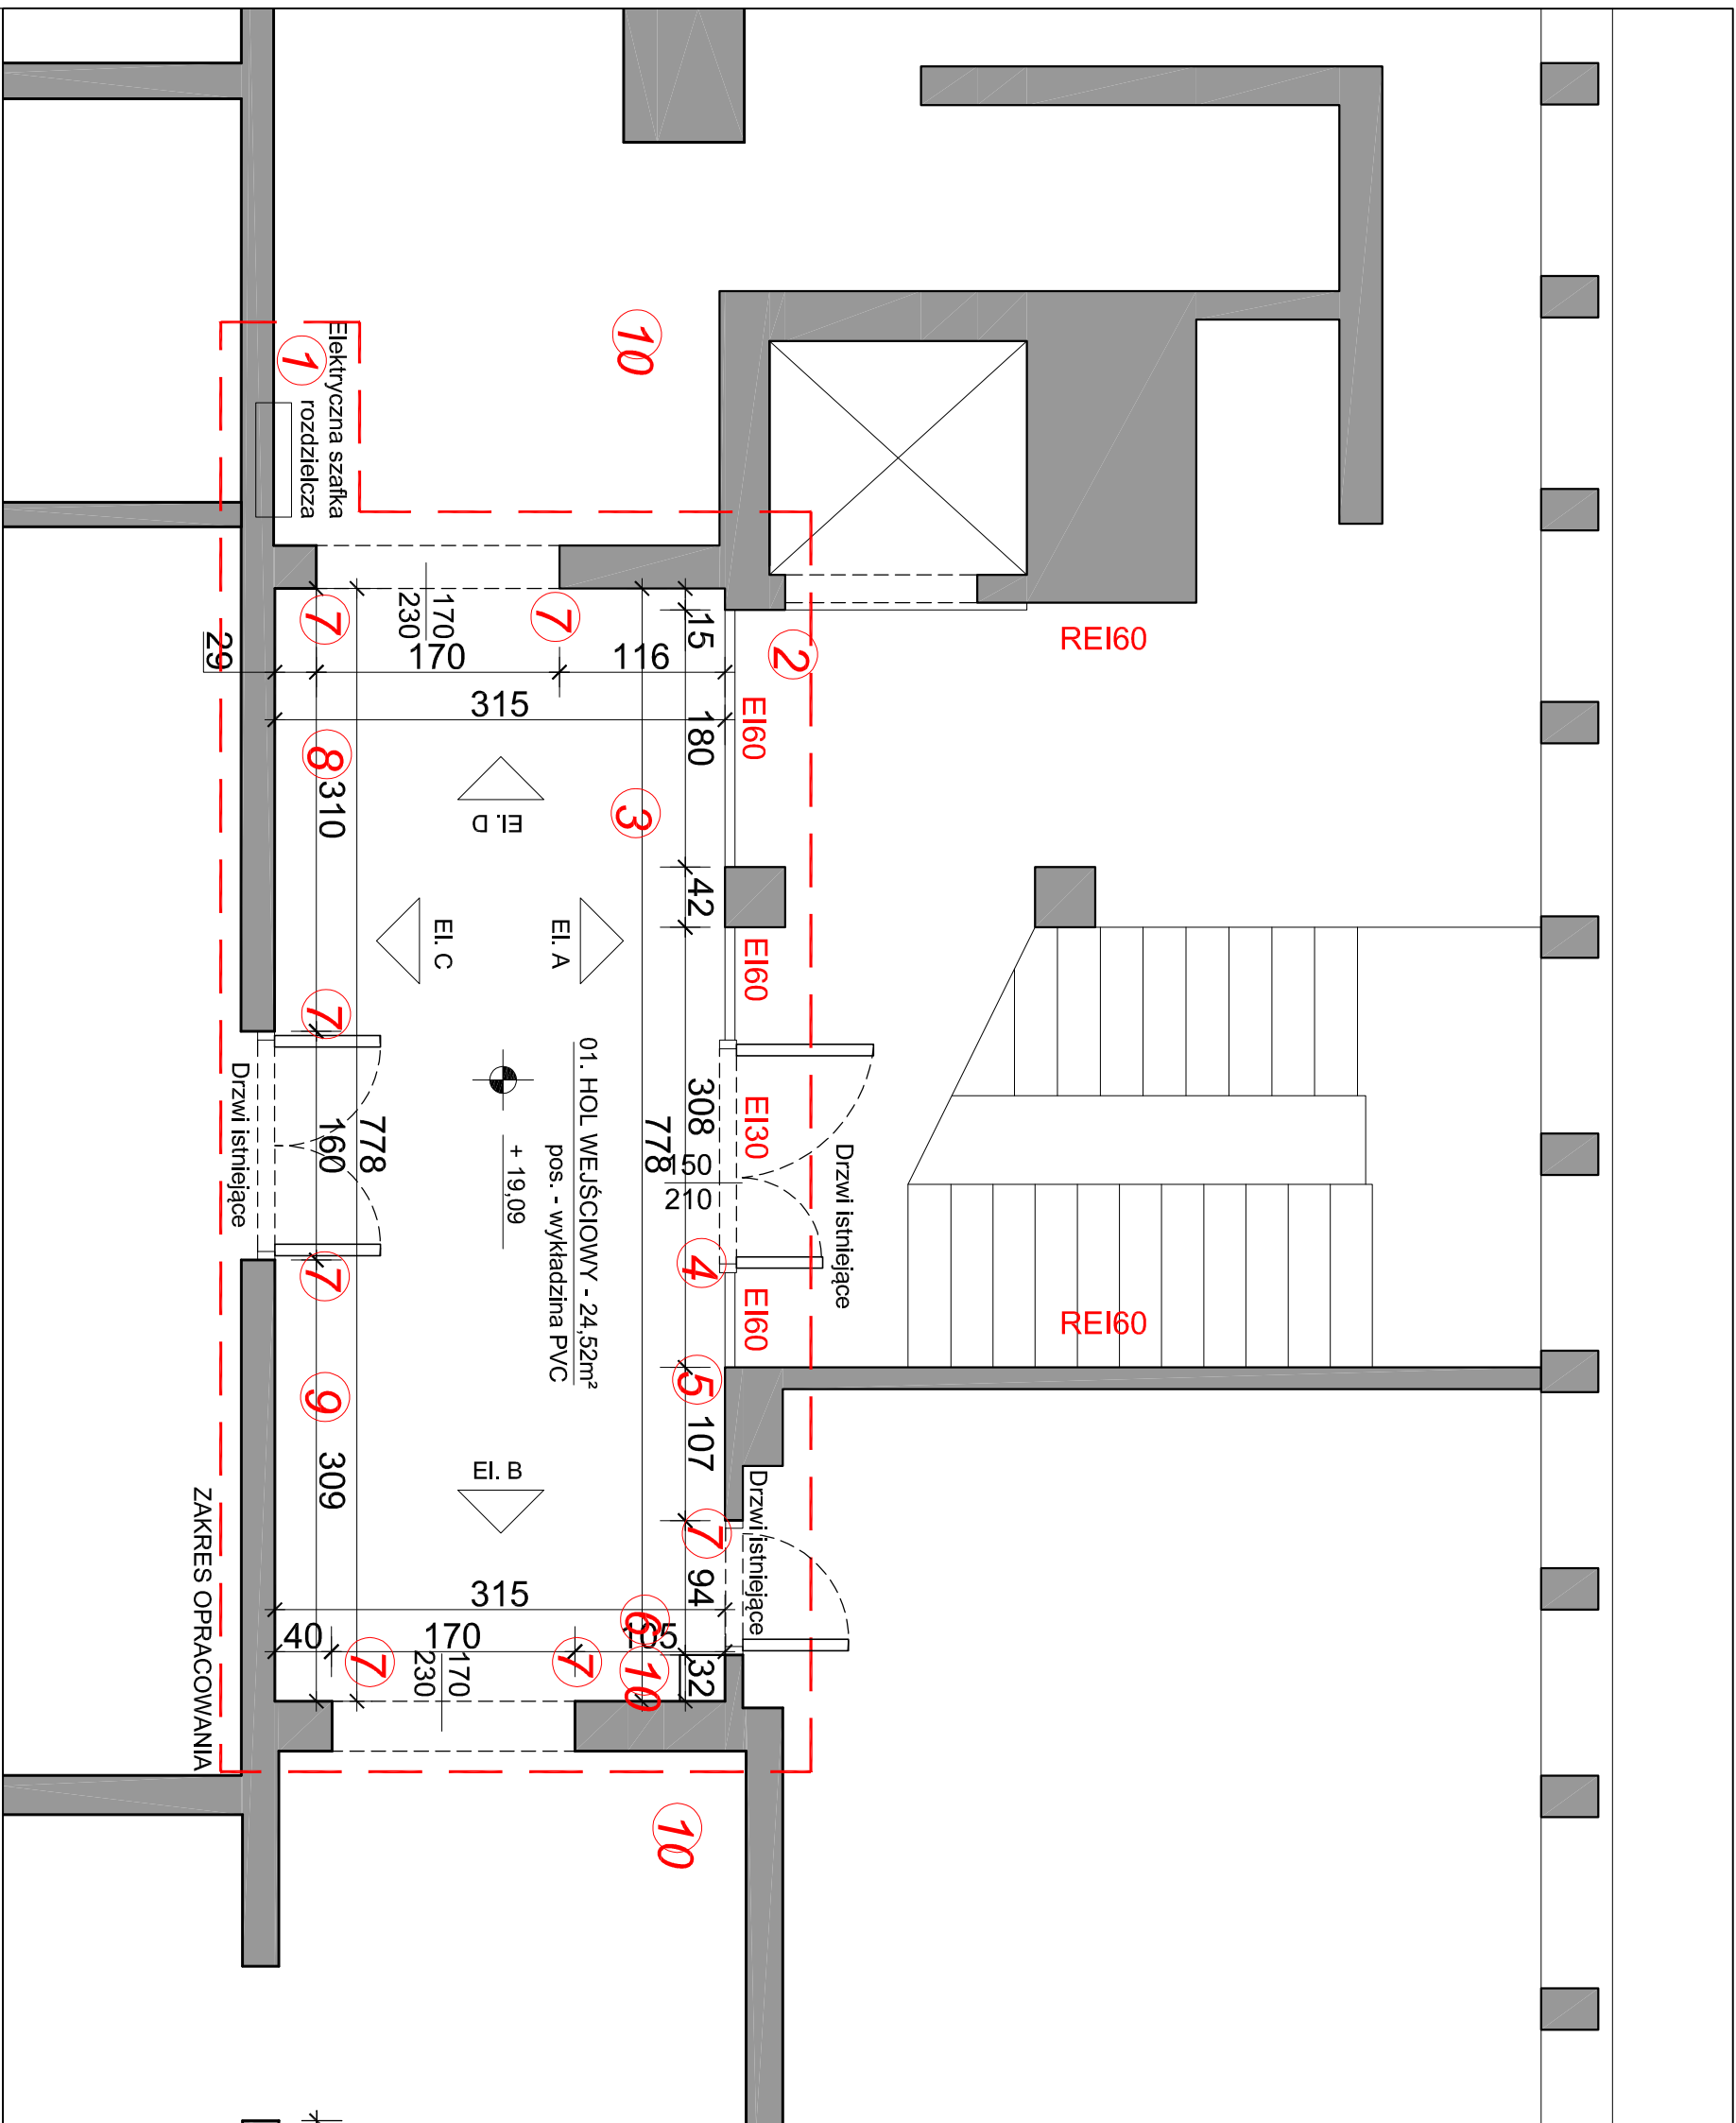 Elektryczna szafka
rozdzielcza
1
10
2
REI60
170
230
7
7
15
29
170
116
315
180
EI60
8
310
3
El. D
42
El. C
El. A
EI60
7
01. HOL WEJŚCIOWY - 24,52m²
pos. - wykładzina PVC
+ 19,09
Drzwi istniejące
160
778
778
308
150
210
EI30
Drzwi istniejące
4
EI60
REI60
7
5
9
107
309
El. B
Drzwi istniejące
7
94
315
6
40
170
105
170
230
7
7
10
32
ZAKRES OPRACOWANIA
10